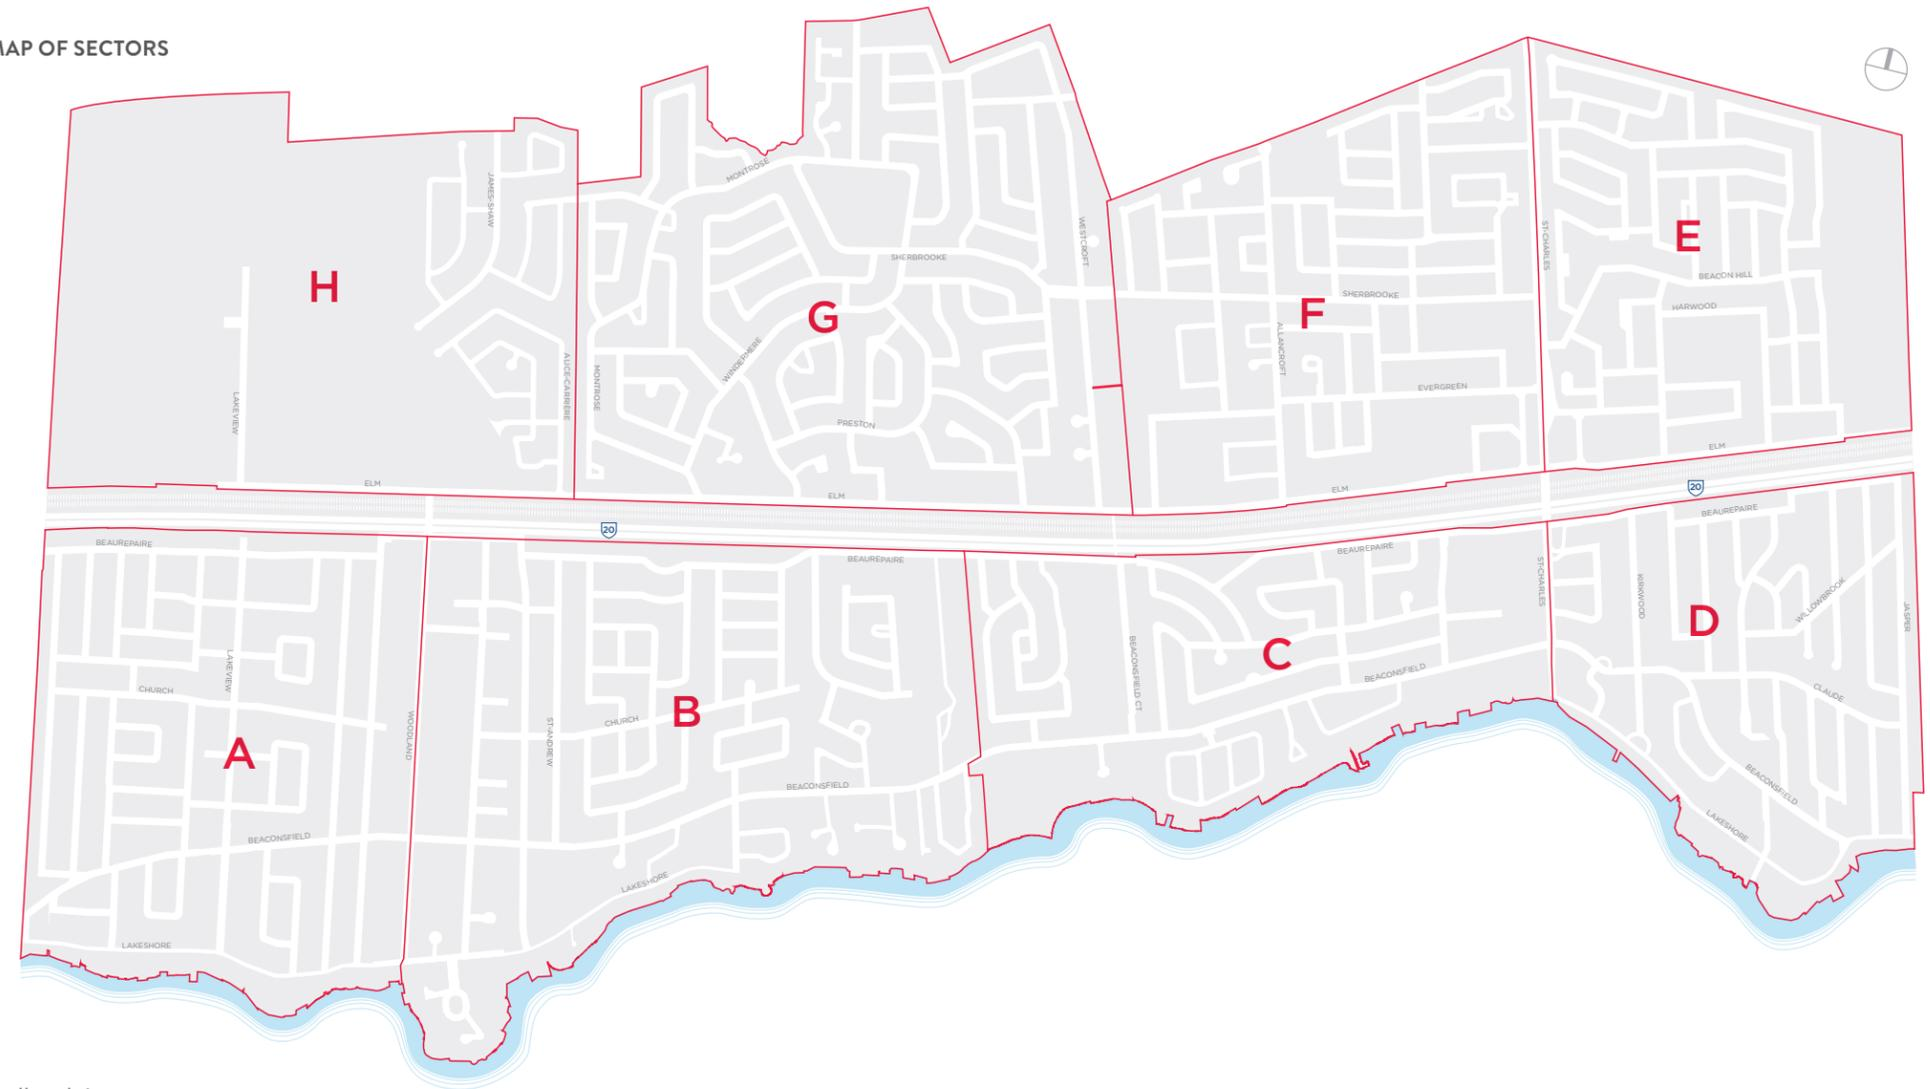 MAP OF SECTORS
MONTROSE
JAMES-SHAW
WESTCROFT
ST-CHARLES
E
SHERBROOKE
BEACON HILL
H
SHERBROOKE
HARWOOD
G
F
ALLANCROFT
WINDERMERE
ALICE-CARRIÈRE
MONTROSE
EVERGREEN
LAKEVIEW
PRESTON
ELM
ELM
ELM
ELM
20
20
BEAUREPAIRE
BEAUREPAIRE
BEAUREPAIRE
BEAUREPAIRE
ST-CHARLES
KIRKWOOD
WILLOWBROOK
JASPER
D
LAKEVIEW
BEACONSFIELD CT
C
BEACONSFIELD
CHURCH
CLAUDE
B
CHURCH
WOODLAND
ST-ANDREW
A
BEACONSFIELD
BEACONSFIELD
LAKESHORE
BEACONSFIELD
LAKESHORE
LAKESHORE